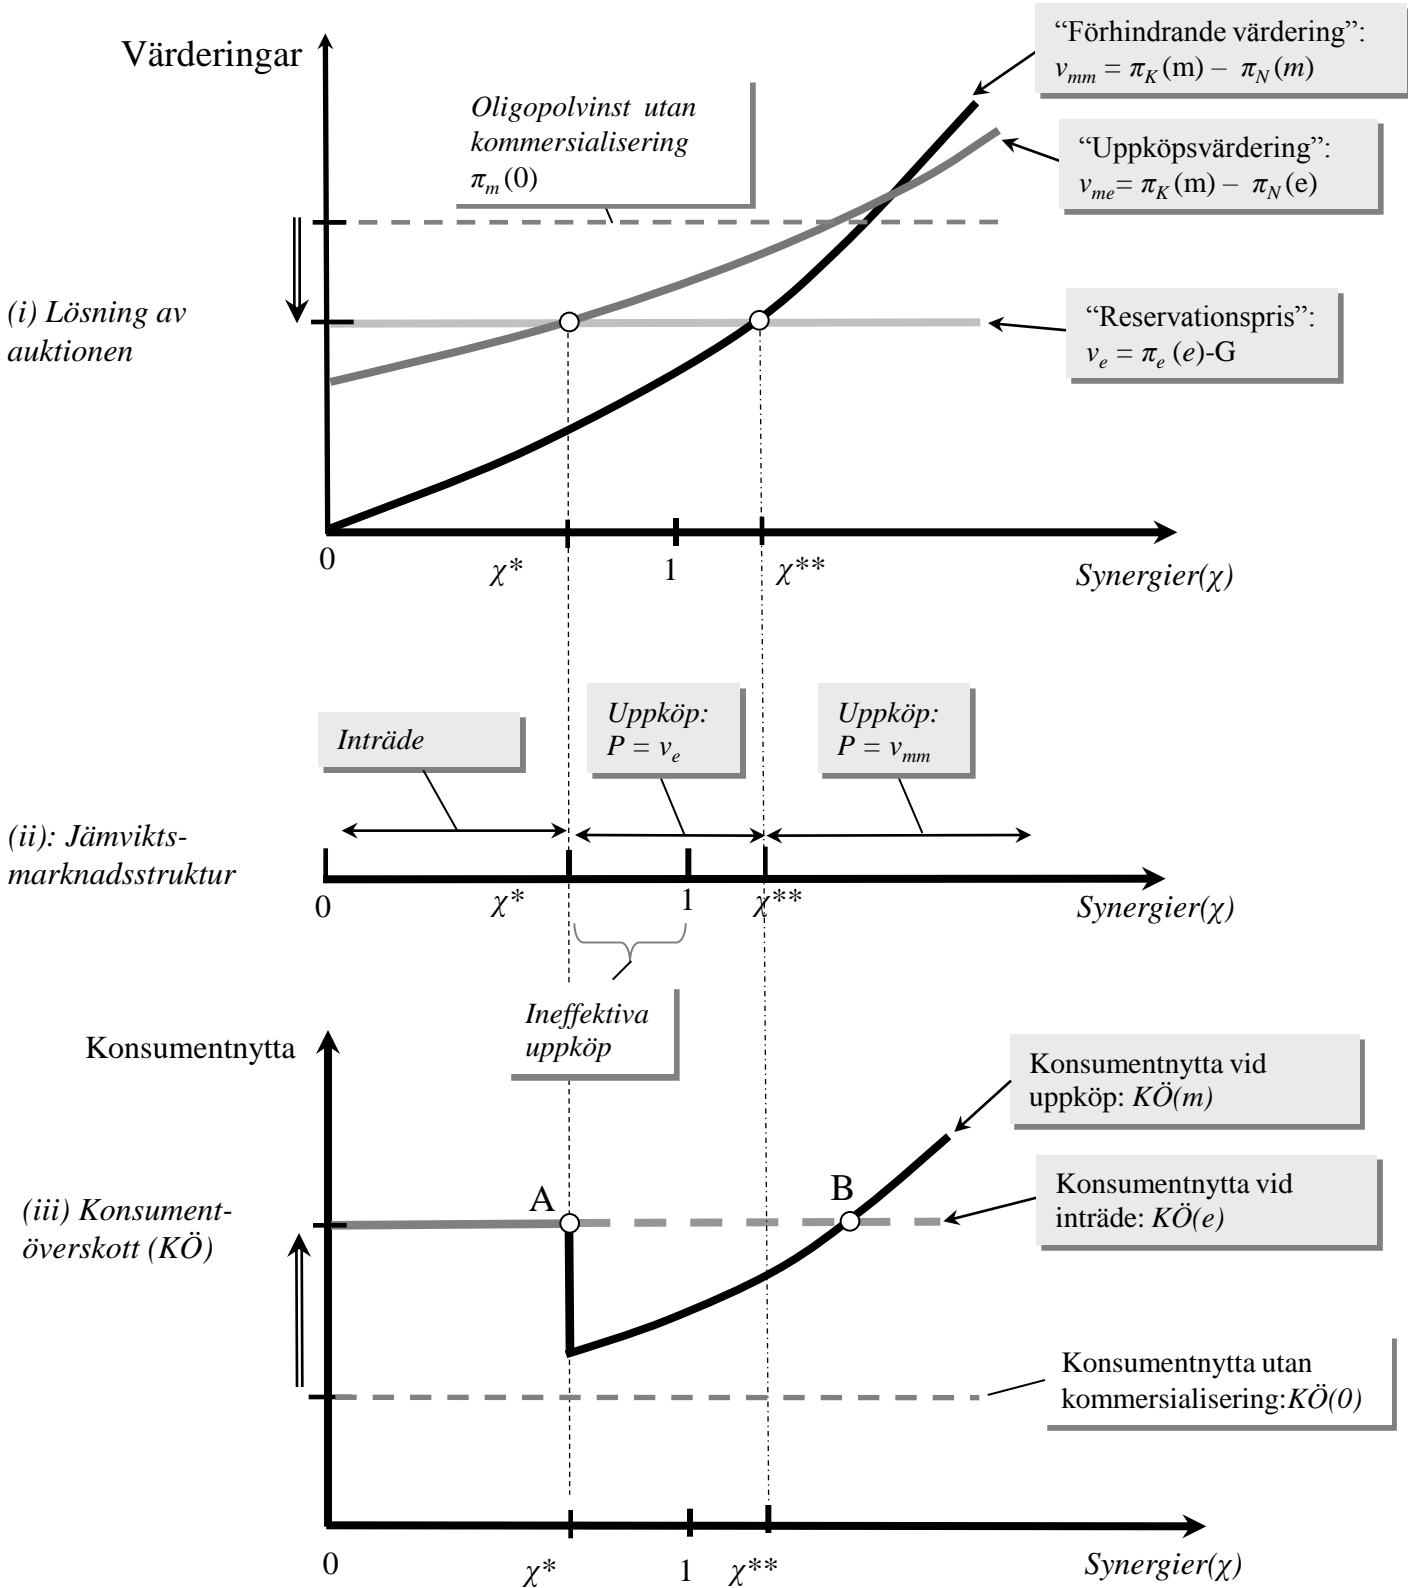 Värderingar
“Förhindrande värdering”:
v_mm = π_K(m) – π_N(m)
Oligopolvinst utan
kommersialisering
π_m(0)
“Uppköpsvärdering”:
v_me= π_K(m) – π_N(e)
(i) Lösning av
auktionen
“Reservationspris”:
v_e = π_e(e)-G
0
χ*
1
χ**
Synergier(χ)
Inträde
Uppköp:
P = v_e
Uppköp:
P = v_mm
(ii): Jämvikts-
marknadsstruktur
0
χ*
1
χ**
Synergier(χ)
Ineffektiva
uppköp
Konsumentnytta
Konsumentnytta vid
uppköp: KÖ(m)
A
B
Konsumentnytta vid
inträde: KÖ(e)
(iii) Konsument-
överskott (KÖ)
Konsumentnytta utan
kommersialisering:KÖ(0)
0
χ*
1
χ**
Synergier(χ)